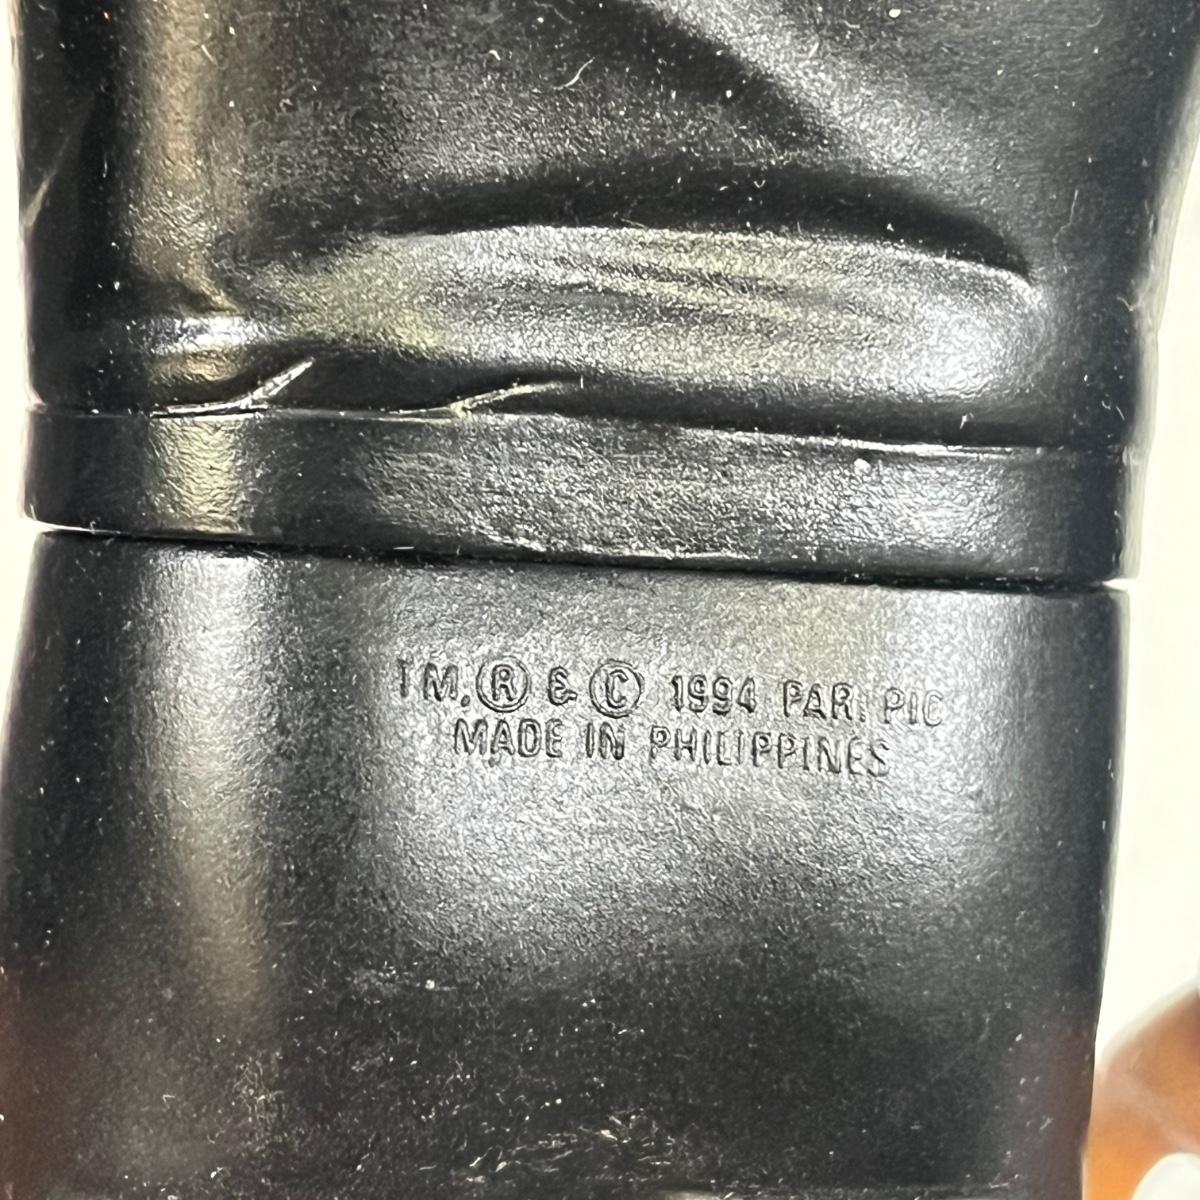 TM, ® & © 1994 PAR. PIC
MADE IN PHILIPPINES